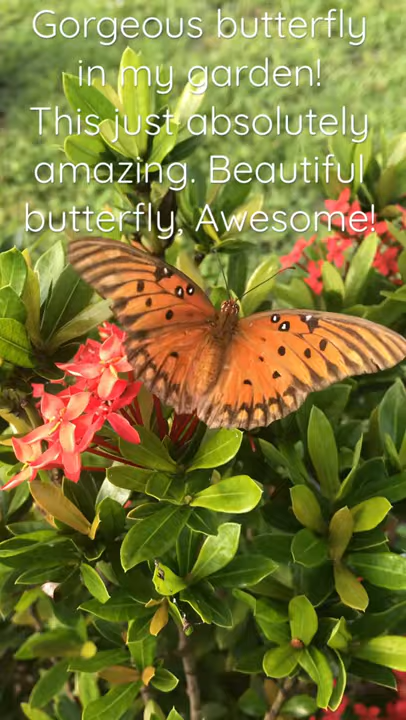 Gorgeous butterfly
in my garden!
This just absolutely
amazing. Beautiful
butterfly, Awesome!